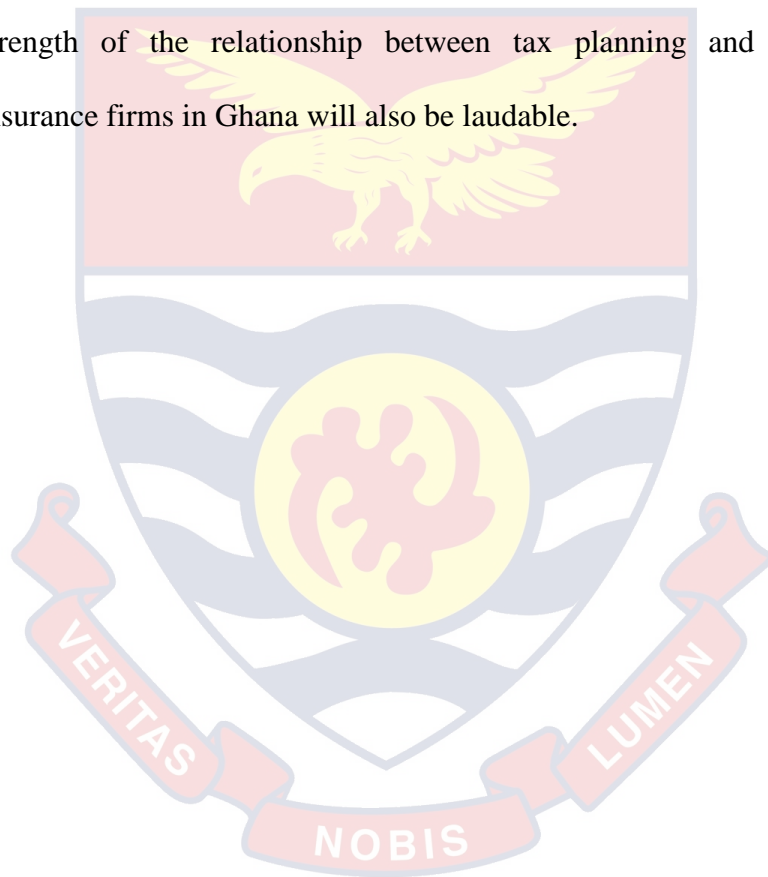 rength of the relationship between tax planning and
surance firms in Ghana will also be laudable.
VERITAS
NOBIS
LUMEN